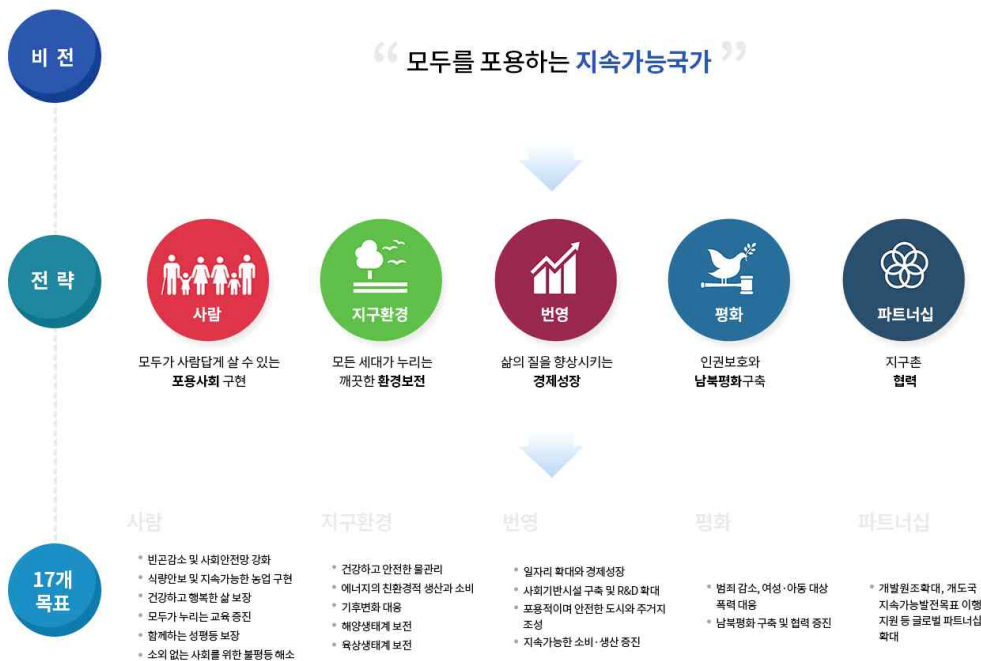 비 전
“ 모두를 포용하는 지속가능국가 ”
전 략
사람
모두가 사람답게 살 수 있는
포용사회 구현
지구환경
모든 세대가 누리는
깨끗한 환경보전
번영
삶의 질을 향상시키는
경제성장
평화
인권보호와
남북평화구축
파트너십
지구촌
협력
17개
목표
사람
• 빈곤감소 및 사회안전망 강화
• 식량안보 및 지속가능한 농업 구현
• 건강하고 행복한 삶 보장
• 모두가 누리는 교육 증진
• 함께하는 성평등 보장
• 소외 없는 사회를 위한 불평등 해소
지구환경
• 건강하고 안전한 물관리
• 에너지의 친환경적 생산과 소비
• 기후변화 대응
• 해양생태계 보전
• 육상생태계 보전
번영
• 일자리 확대와 경제성장
• 사회기반시설 구축 및 R&D 확대
• 포용적이며 안전한 도시와 주거지
조성
• 지속가능한 소비·생산 증진
평화
• 범죄 감소, 여성·아동 대상
폭력 대응
• 남북평화 구축 및 협력 증진
파트너십
• 개발원조확대, 개도국
지속가능발전목표 이행
지원 등 글로벌 파트너십
확대